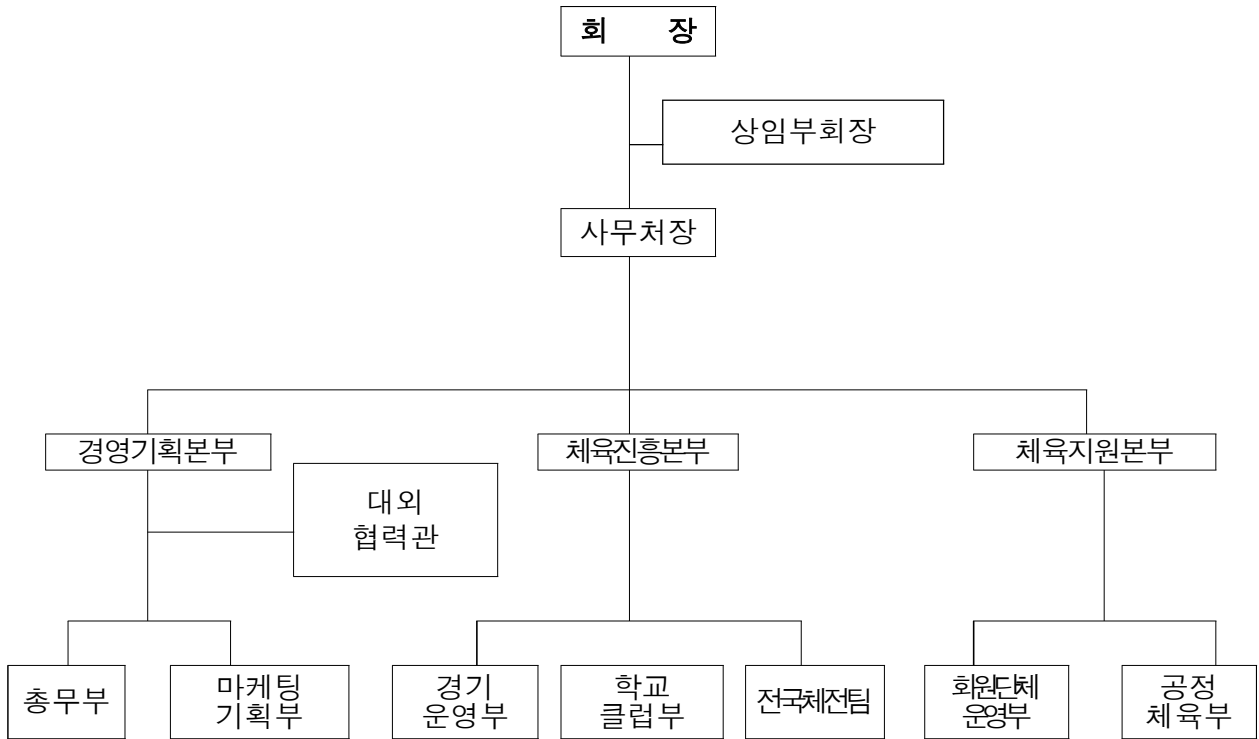 회 장
상임부회장
사무처장
경영기획본부
체육진흥본부
체육지원본부
대외
협력관
총무부
마케팅
기획부
경기
운영부
학교
클럽부
전국체전팀
회원단체
운영부
공정
체육부